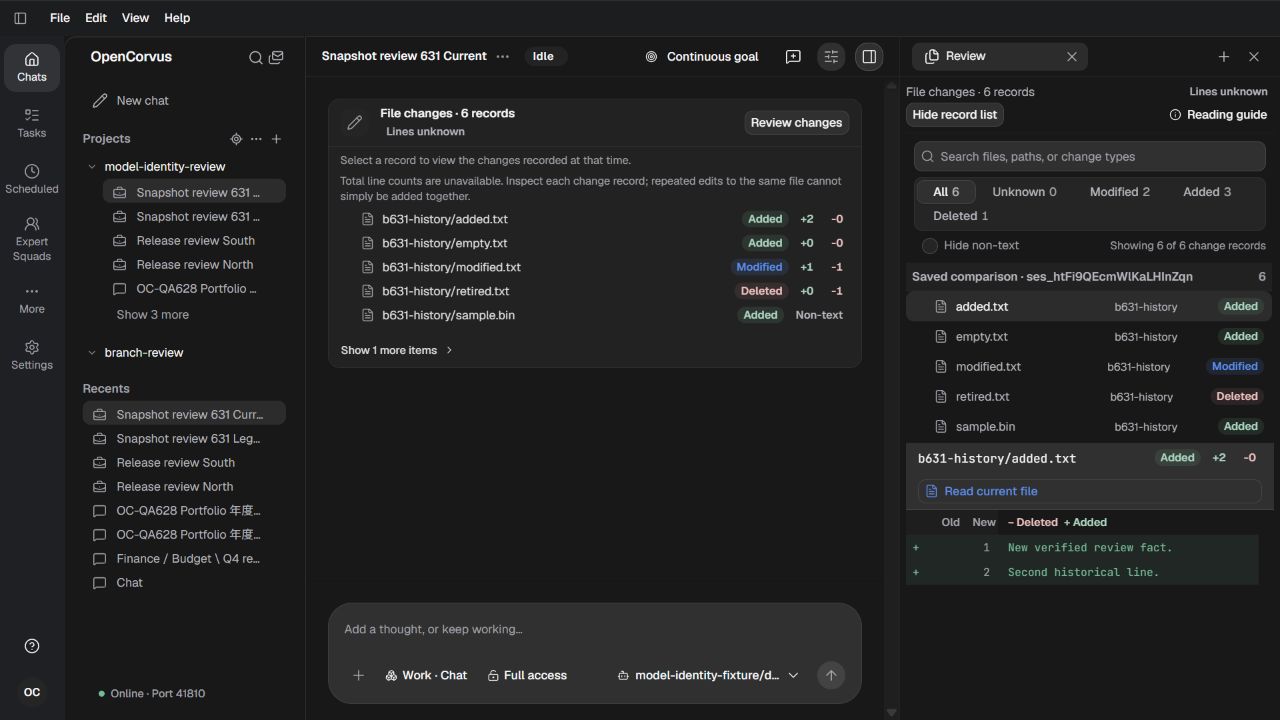 File Edit View Help
Chats
Tasks
Scheduled
Expert
Squads
More
Settings
OC
OpenCorvus
New chat
Projects
model-identity-review
Snapshot review 631 ...
Snapshot review 631 ...
Release review South
Release review North
OC-QA628 Portfolio ...
Show 3 more
branch-review
Recents
Snapshot review 631 Curr...
Snapshot review 631 Leg...
Release review South
Release review North
OC-QA628 Portfolio 年度...
OC-QA628 Portfolio 年度...
Finance / Budget \ Q4 re...
Chat
Online · Port 41810
Snapshot review 631 Current ... Idle Continuous goal
File changes · 6 records
Lines unknown
Review changes
Select a record to view the changes recorded at that time.
Total line counts are unavailable. Inspect each change record; repeated edits to the same file cannot
simply be added together.
b631-history/added.txt Added +2 -0
b631-history/empty.txt Added +0 -0
b631-history/modified.txt Modified +1 -1
b631-history/retired.txt Deleted +0 -1
b631-history/sample.bin Added Non-text
Show 1 more items
Add a thought, or keep working...
Work · Chat Full access model-identity-fixture/d...
Review
File changes · 6 records Lines unknown
Hide record list Reading guide
Search files, paths, or change types
All 6 Unknown 0 Modified 2 Added 3
Deleted 1
Hide non-text Showing 6 of 6 change records
Saved comparison · ses_htFi9QEcmWlKaLHlnZqn 6
added.txt b631-history Added
empty.txt b631-history Added
modified.txt b631-history Modified
retired.txt b631-history Deleted
sample.bin b631-history Added
b631-history/added.txt Added +2 -0
Read current file
Old New − Deleted + Added
+ 1 New verified review fact.
+ 2 Second historical line.